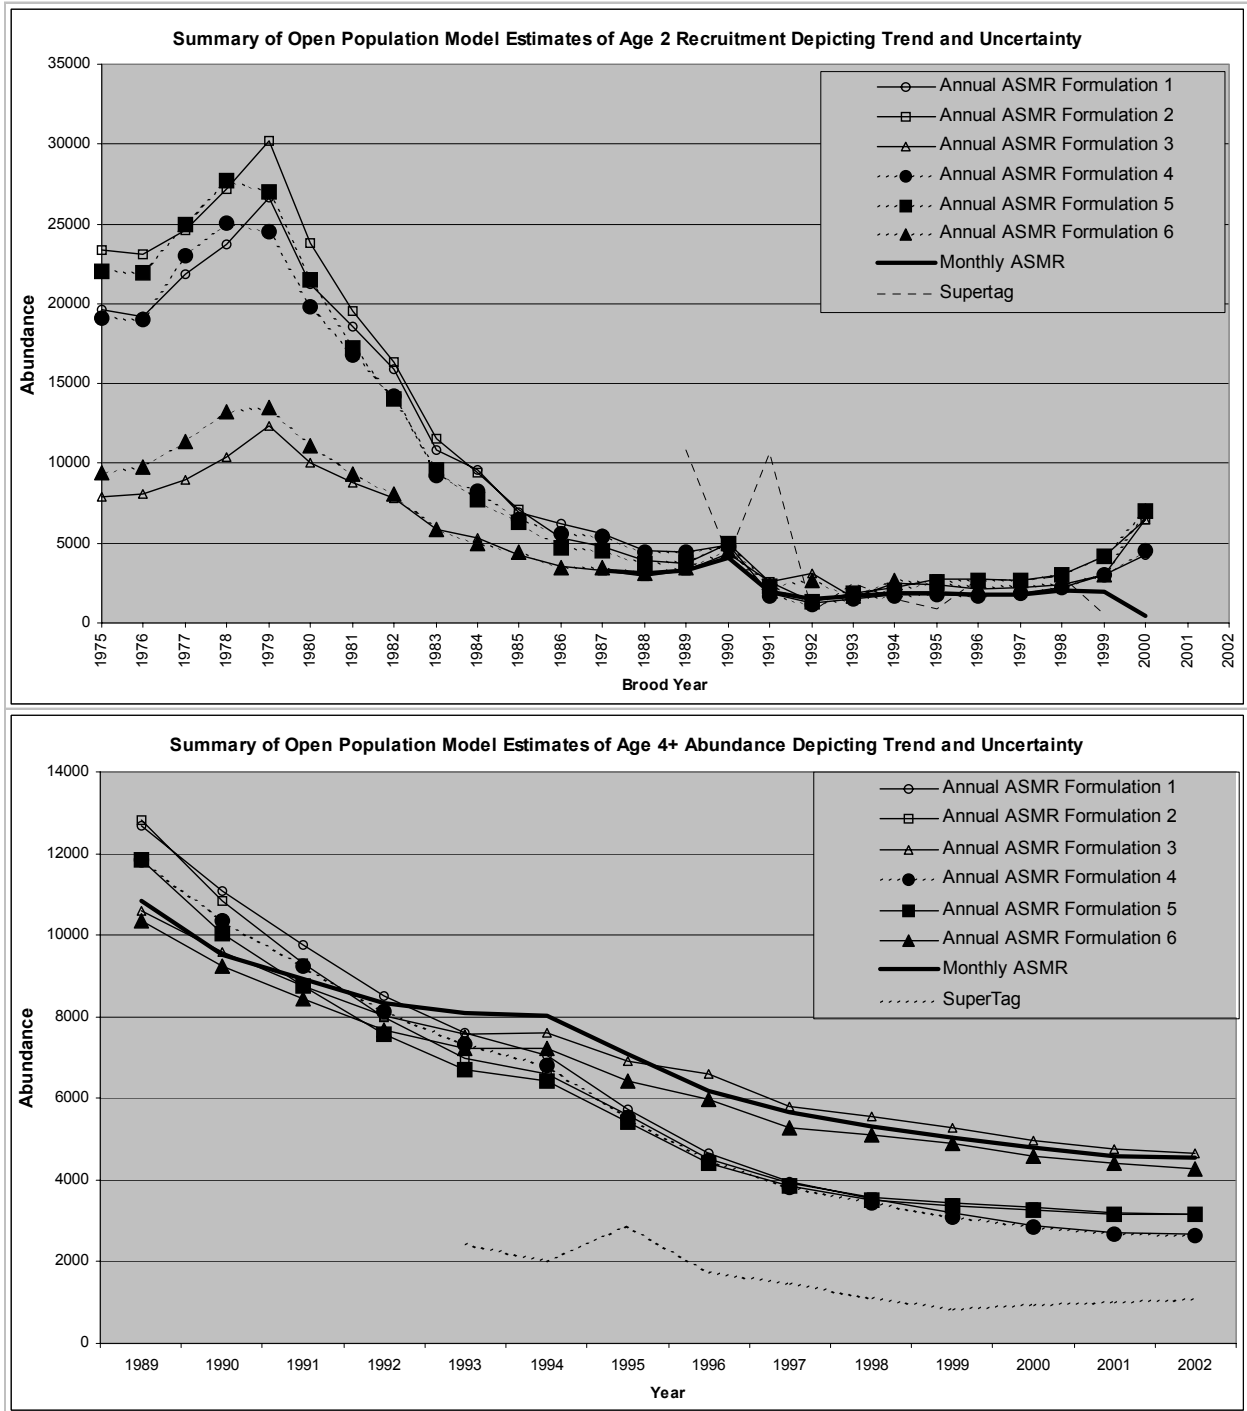 Summary of Open Population Model Estimates of Age 2 Recruitment Depicting Trend and Uncertainty
35000
30000
25000
20000
15000
10000
5000
0
Abundance
Annual ASMR Formulation 1
Annual ASMR Formulation 2
Annual ASMR Formulation 3
Annual ASMR Formulation 4
Annual ASMR Formulation 5
Annual ASMR Formulation 6
Monthly ASMR
Supertag
1975 1976 1977 1978 1979 1980 1981 1982 1983 1984 1985 1986 1987 1988 1989 1990 1991 1992 1993 1994 1995 1996 1997 1998 1999 2000 2001 2002
Brood Year
Summary of Open Population Model Estimates of Age 4+ Abundance Depicting Trend and Uncertainty
14000
12000
10000
8000
6000
4000
2000
0
Abundance
Annual ASMR Formulation 1
Annual ASMR Formulation 2
Annual ASMR Formulation 3
Annual ASMR Formulation 4
Annual ASMR Formulation 5
Annual ASMR Formulation 6
Monthly ASMR
SuperTag
1989 1990 1991 1992 1993 1994 1995 1996 1997 1998 1999 2000 2001 2002
Year